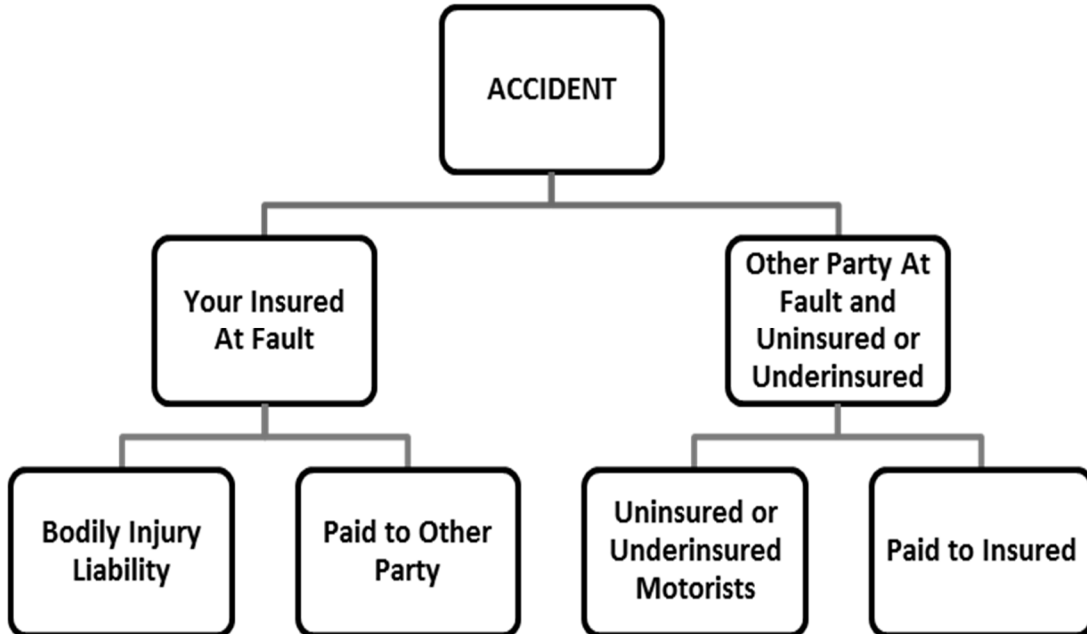 ACCIDENT
Your Insured
At Fault
Other Party At
Fault and
Uninsured or
Underinsured
Bodily Injury
Liability
Paid to Other
Party
Uninsured or
Underinsured
Motorists
Paid to Insured